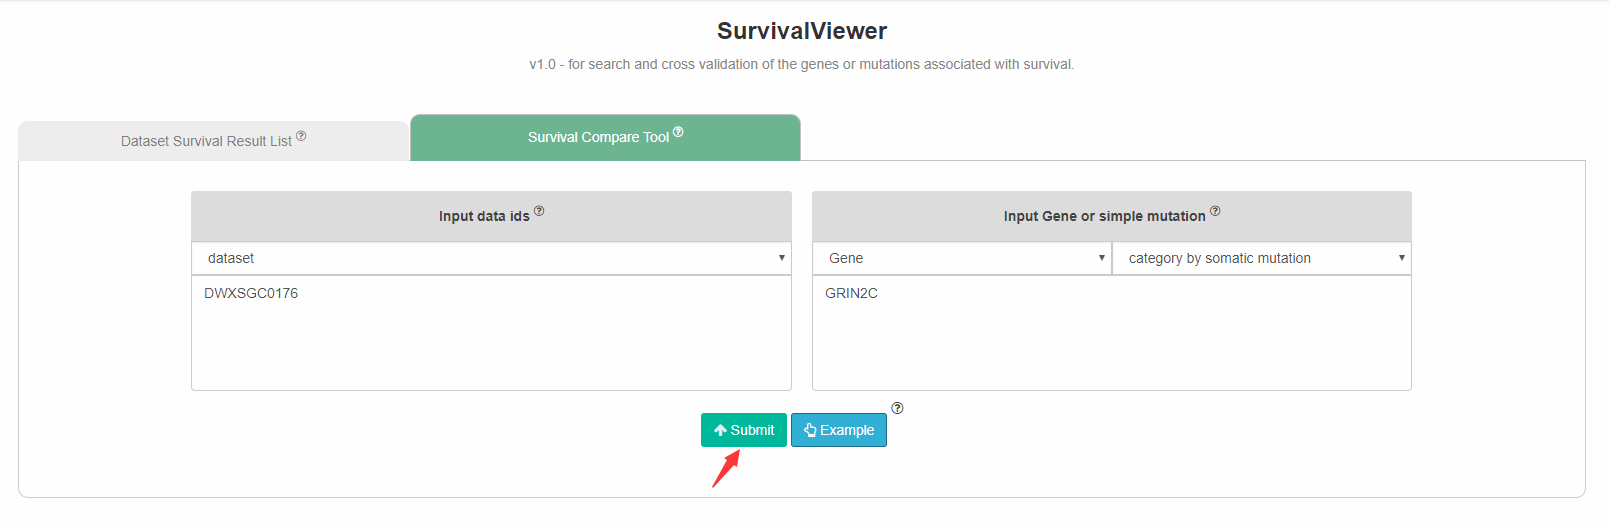 SurvivalViewer
v1.0 - for search and cross validation of the genes or mutations associated with survival.
Dataset Survival Result List ?
Survival Compare Tool ?
Input data ids ?
Input Gene or simple mutation ?
dataset
Gene
category by somatic mutation
DWXSGC0176
GRIN2C
Submit
Example
?